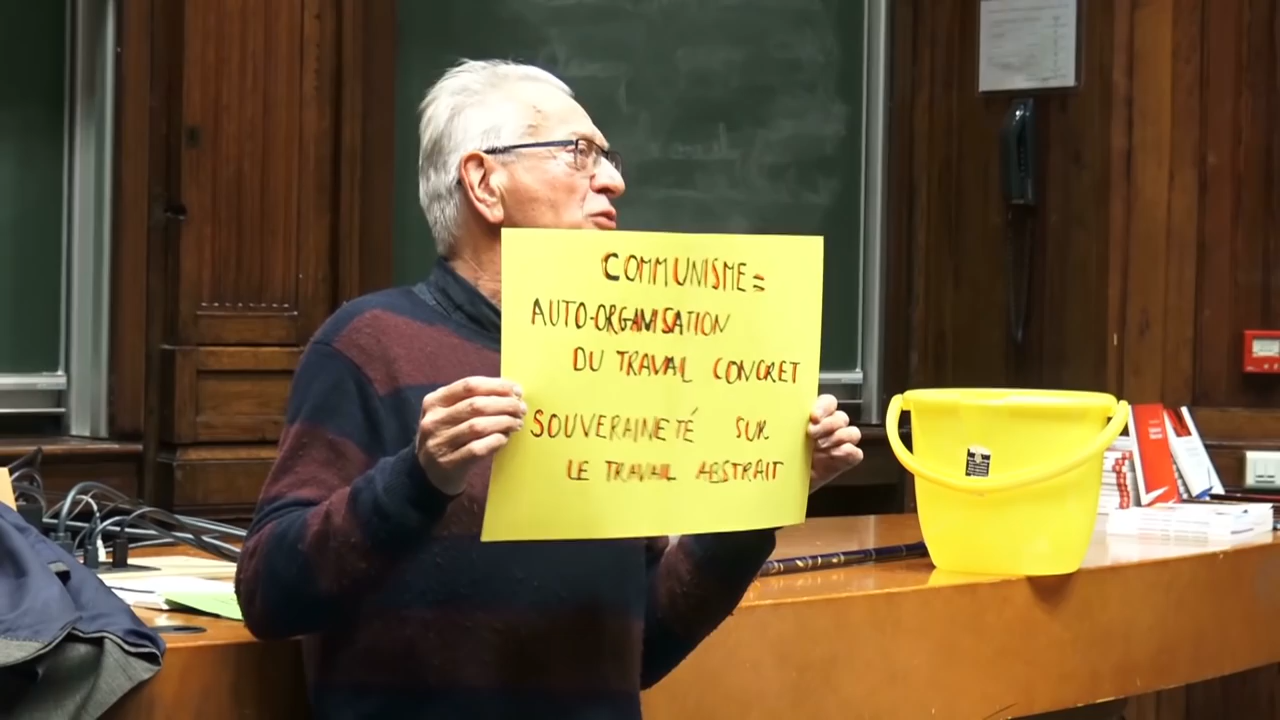 COMMUNISME =
AUTO-ORGANISATION
DU TRAVAIL CONCRET
SOUVERAINETÉ SUR
LE TRAVAIL ABSTRAIT